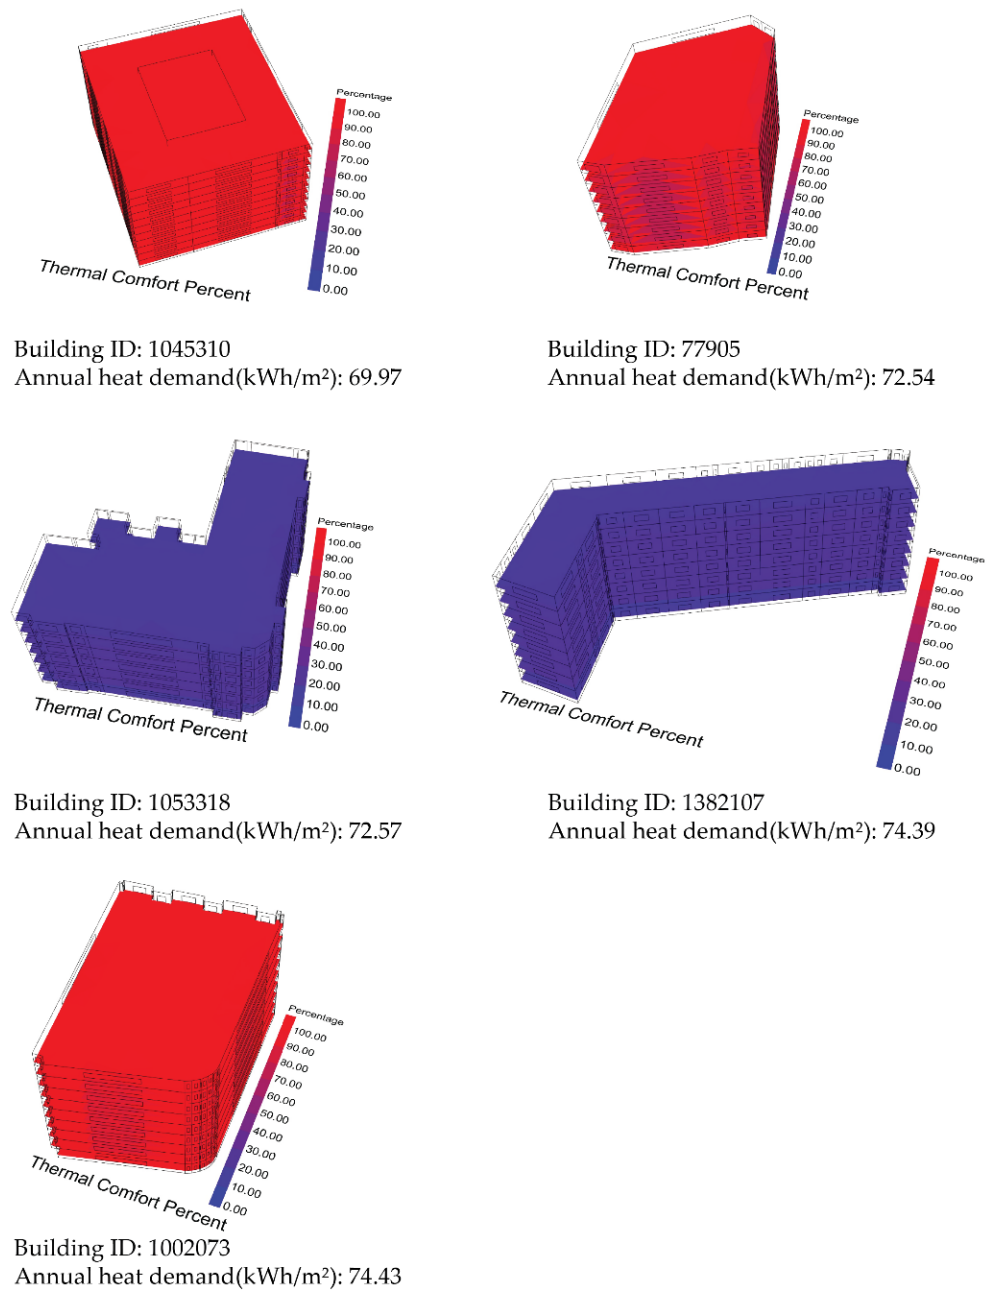 Percentage
100.00
90.00
80.00
70.00
60.00
50.00
40.00
30.00
20.00
10.00
0.00
Thermal Comfort Percent
Building ID: 1045310
Annual heat demand(kWh/m²): 69.97
Percentage
100.00
90.00
80.00
70.00
60.00
50.00
40.00
30.00
20.00
10.00
0.00
Thermal Comfort Percent
Building ID: 77905
Annual heat demand(kWh/m²): 72.54
Percentage
100.00
90.00
80.00
70.00
60.00
50.00
40.00
30.00
20.00
10.00
0.00
Thermal Comfort Percent
Building ID: 1053318
Annual heat demand(kWh/m²): 72.57
Percentage
100.00
90.00
80.00
70.00
60.00
50.00
40.00
30.00
20.00
10.00
0.00
Thermal Comfort Percent
Building ID: 1382107
Annual heat demand(kWh/m²): 74.39
Percentage
100.00
90.00
80.00
70.00
60.00
50.00
40.00
30.00
20.00
10.00
0.00
Thermal Comfort Percent
Building ID: 1002073
Annual heat demand(kWh/m²): 74.43